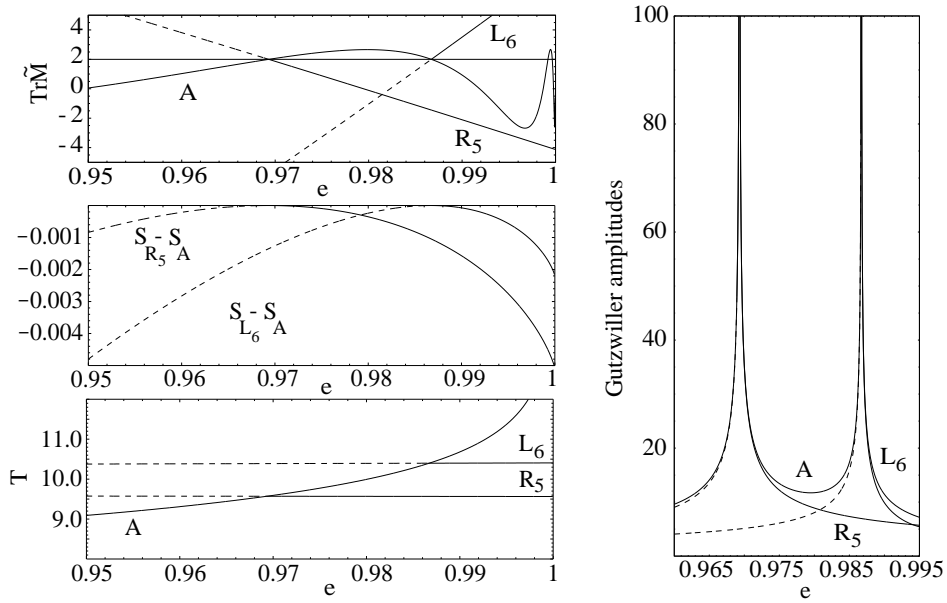 4
2
0
-2
-4
TrM̃
A
L6
R5
0.95 0.96 0.97 0.98 0.99 1
e
-0.001
-0.002
-0.003
-0.004
SR5 - SA
SL6 - SA
0.95 0.96 0.97 0.98 0.99 1
e
11.0
10.0
9.0
T
L6
R5
A
0.95 0.96 0.97 0.98 0.99 1
e
100
80
60
40
20
Gutzwiller amplitudes
A
L6
R5
0.965 0.975 0.985 0.995
e